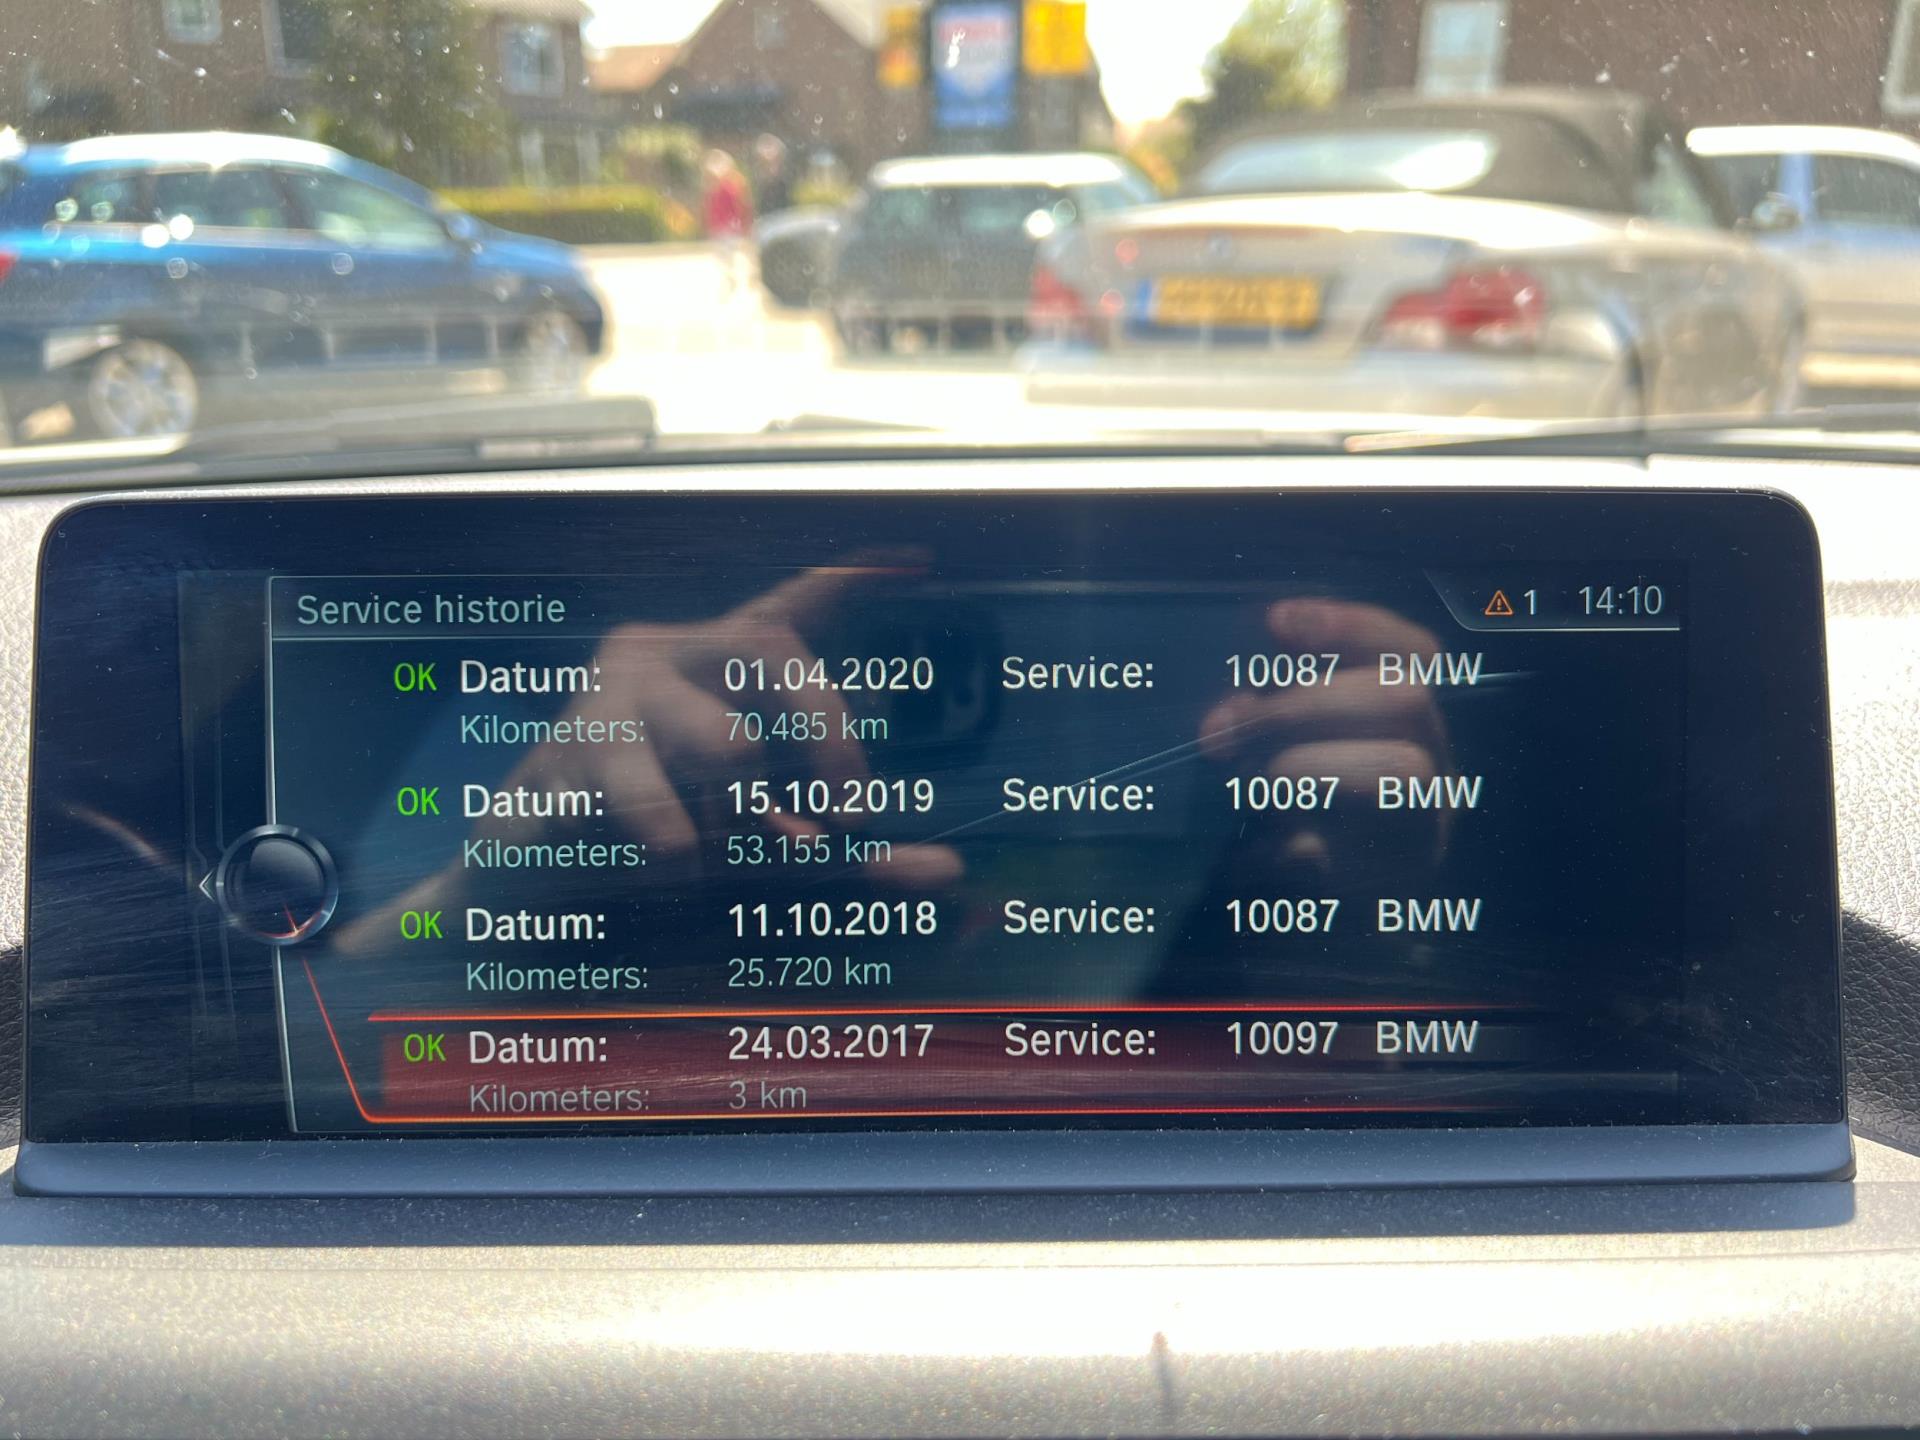 Service historie
1 14:10
OK Datum: 01.04.2020 Service: 10087 BMW
Kilometers: 70.485 km
OK Datum: 15.10.2019 Service: 10087 BMW
Kilometers: 53.155 km
OK Datum: 11.10.2018 Service: 10087 BMW
Kilometers: 25.720 km
OK Datum: 24.03.2017 Service: 10097 BMW
Kilometers: 3 km